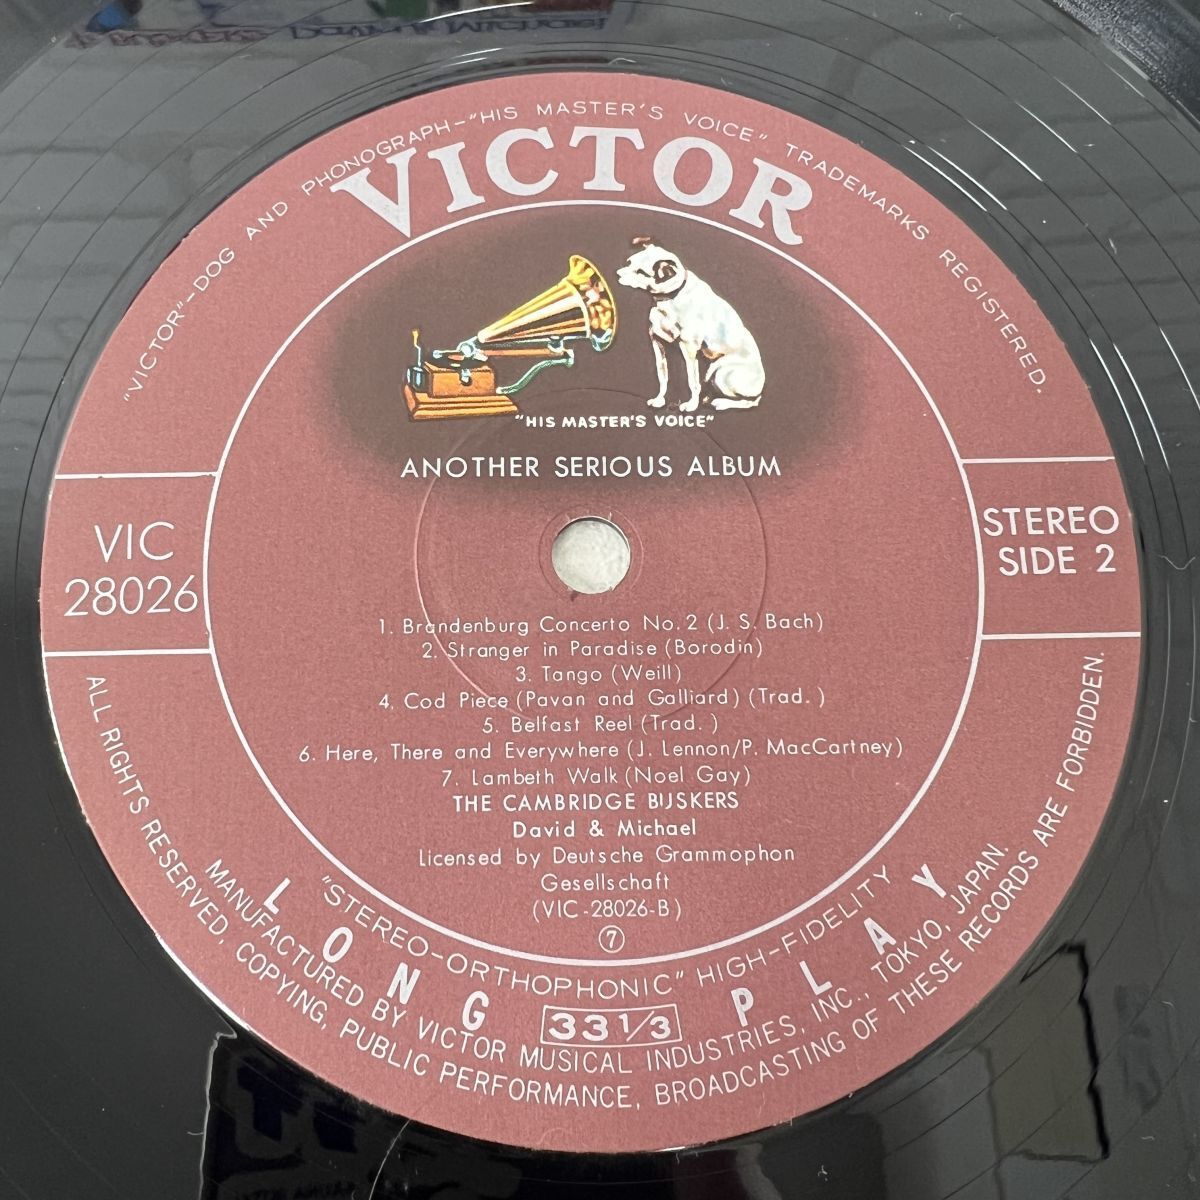 "VICTOR"–DOG AND PHONOGRAPH–"HIS MASTER'S VOICE" TRADEMARKS REGISTERED.
VICTOR
"HIS MASTER'S VOICE"
ANOTHER SERIOUS ALBUM
VIC
28026
STEREO
SIDE 2
1. Brandenburg Concerto No. 2 (J. S. Bach)
2. Stranger in Paradise (Borodin)
3. Tango (Weill)
4. Cod Piece (Pavan and Galliard) (Trad. )
5. Belfast Reel (Trad. )
6. Here, There and Everywhere (J. Lennon/P. MacCartney)
7. Lambeth Walk (Noel Gay)
THE CAMBRIDGE BIJSKERS
David & Michael
Licensed by Deutsche Grammophon
Gesellschaft
(VIC-28026-B)
⑦
"STEREO-ORTHOPHONIC" HIGH-FIDELITY
LONG 33 1/3 PLAY
MANUFACTURED BY VICTOR MUSICAL INDUSTRIES, INC., TOKYO, JAPAN.
ALL RIGHTS RESERVED, COPYING, PUBLIC PERFORMANCE, BROADCASTING OF THESE RECORDS ARE FORBIDDEN.